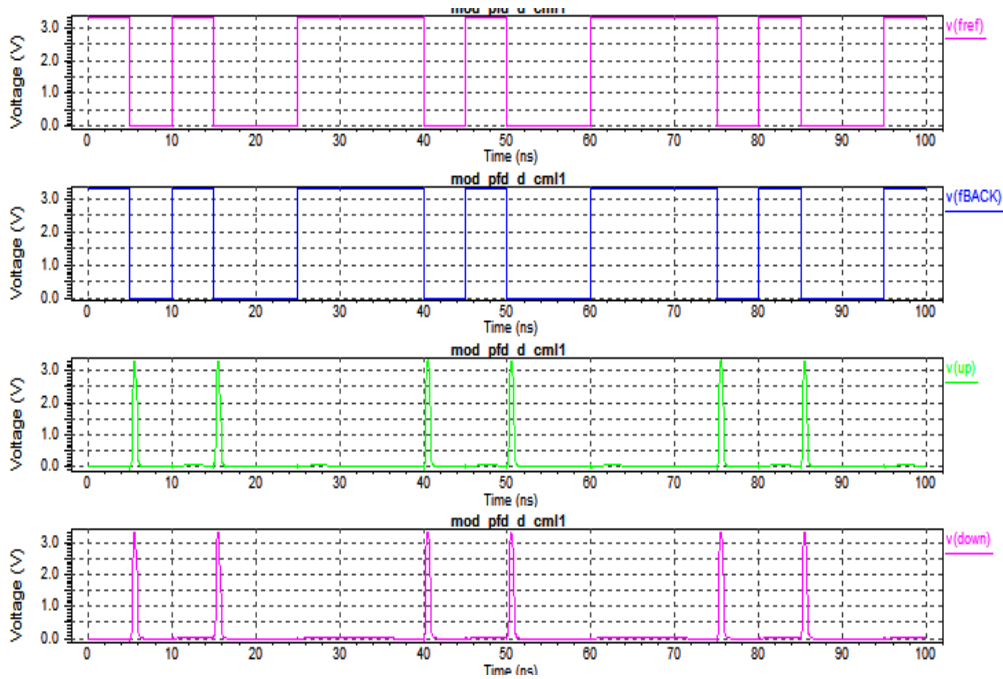 mod_pfd_d_cml1
v(fref)
Voltage (V)
3.0
2.0
1.0
0.0
0 10 20 30 40 50 60 70 80 90 100
Time (ns)
mod_pfd_d_cml1
v(fBACK)
Voltage (V)
3.0
2.0
1.0
0.0
0 10 20 30 40 50 60 70 80 90 100
Time (ns)
mod_pfd_d_cml1
v(up)
Voltage (V)
3.0
2.0
1.0
0.0
0 10 20 30 40 50 60 70 80 90 100
Time (ns)
mod_pfd_d_cml1
v(down)
Voltage (V)
3.0
2.0
1.0
0.0
0 10 20 30 40 50 60 70 80 90 100
Time (ns)